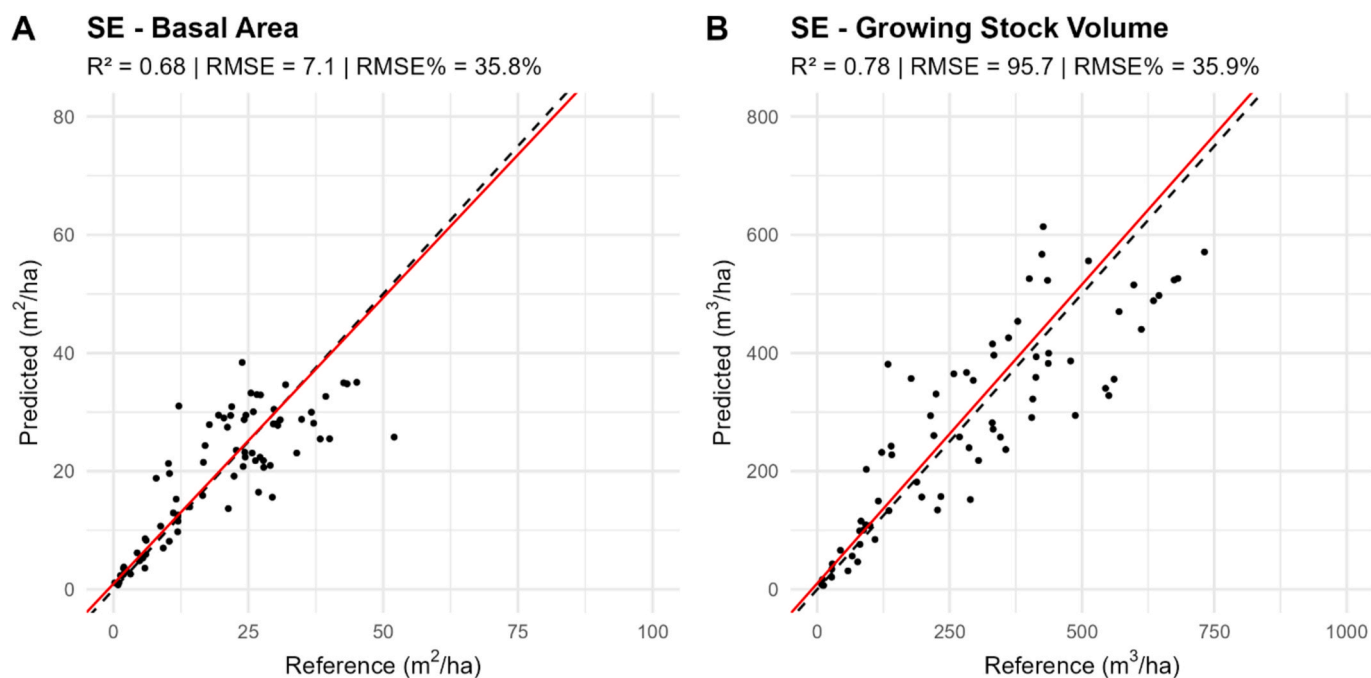 A SE - Basal Area
R² = 0.68 | RMSE = 7.1 | RMSE% = 35.8%
80
60
40
20
0
Predicted (m²/ha)
0 25 50 75 100
Reference (m²/ha)
B SE - Growing Stock Volume
R² = 0.78 | RMSE = 95.7 | RMSE% = 35.9%
800
600
400
200
0
Predicted (m³/ha)
0 250 500 750 1000
Reference (m³/ha)